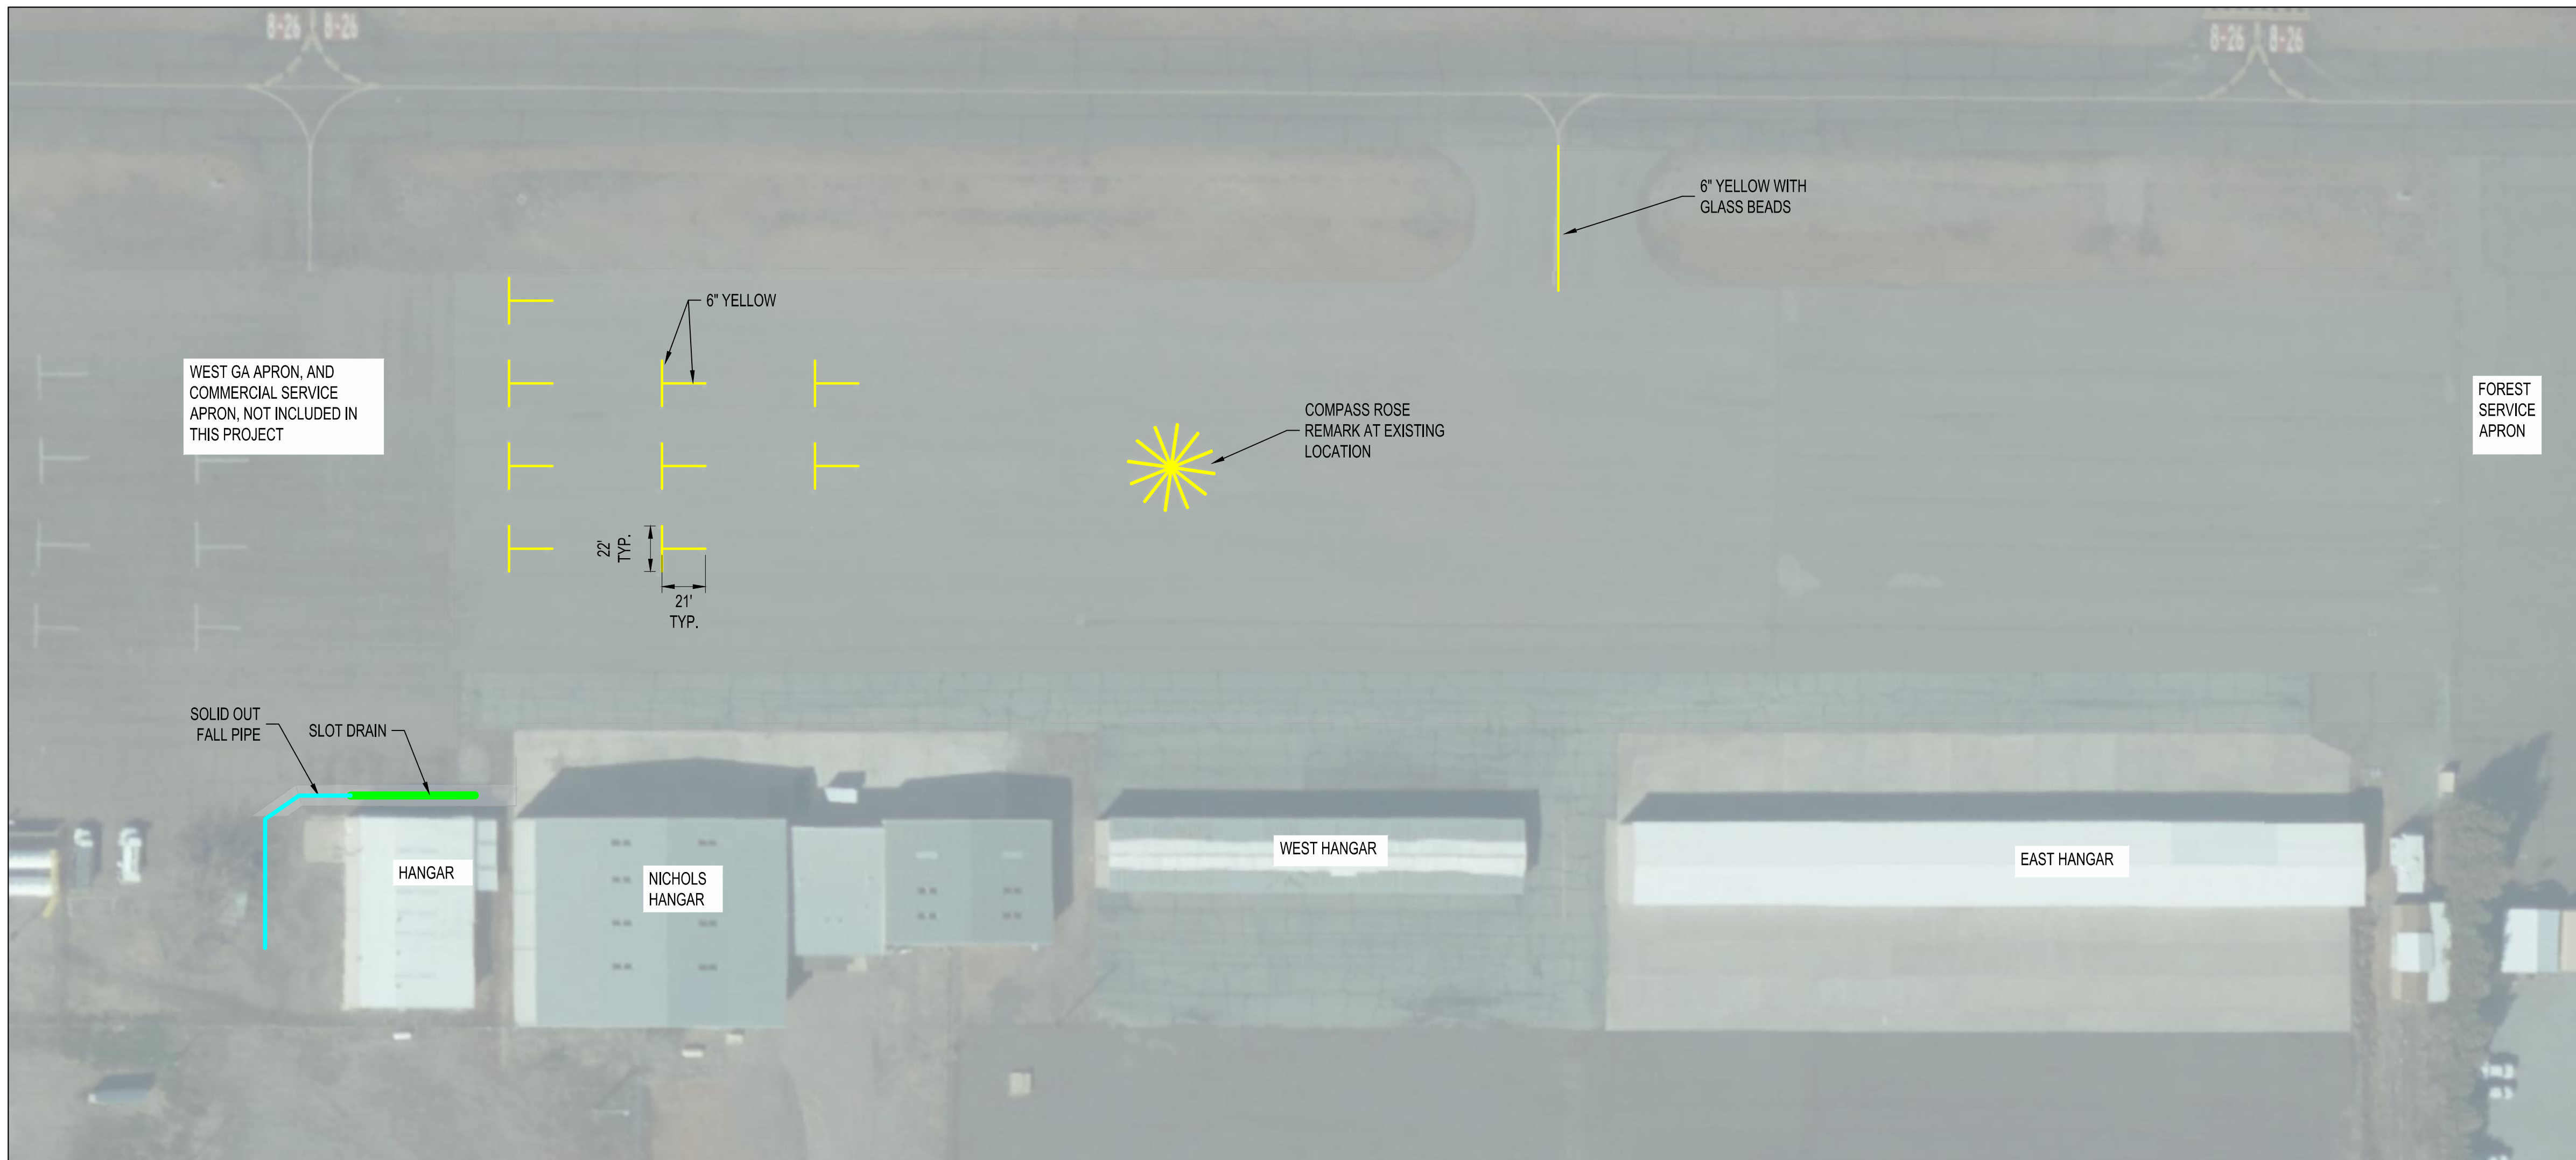 8-26 8-26
8-26 8-26
6" YELLOW WITH
GLASS BEADS
6" YELLOW
WEST GA APRON, AND
COMMERCIAL SERVICE
APRON, NOT INCLUDED IN
THIS PROJECT
COMPASS ROSE
REMARK AT EXISTING
LOCATION
FOREST
SERVICE
APRON
22'
TYP.
21'
TYP.
SOLID OUT
FALL PIPE
SLOT DRAIN
HANGAR
NICHOLS
HANGAR
WEST HANGAR
EAST HANGAR